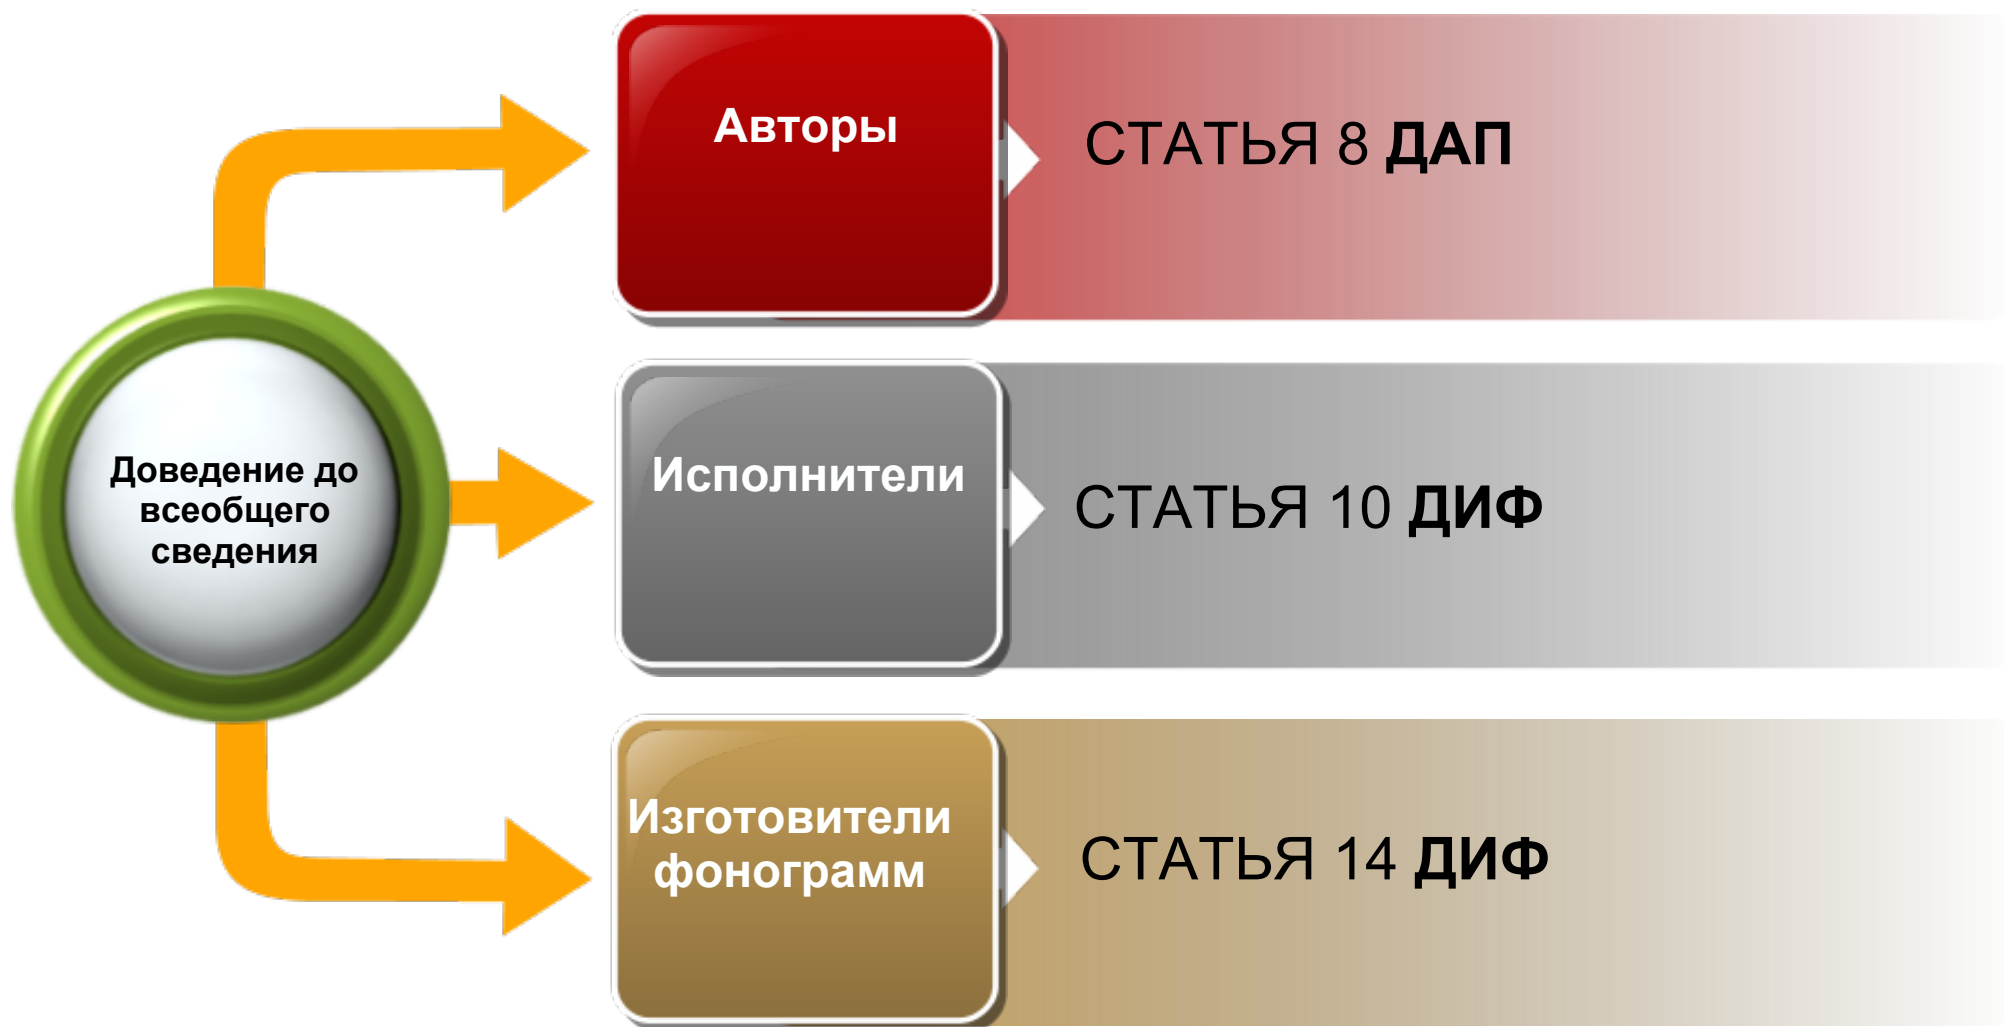 Доведение до
всеобщего
сведения
Авторы
СТАТЬЯ 8 ДАП
Исполнители
СТАТЬЯ 10 ДИФ
Изготовители
фонограмм
СТАТЬЯ 14 ДИФ